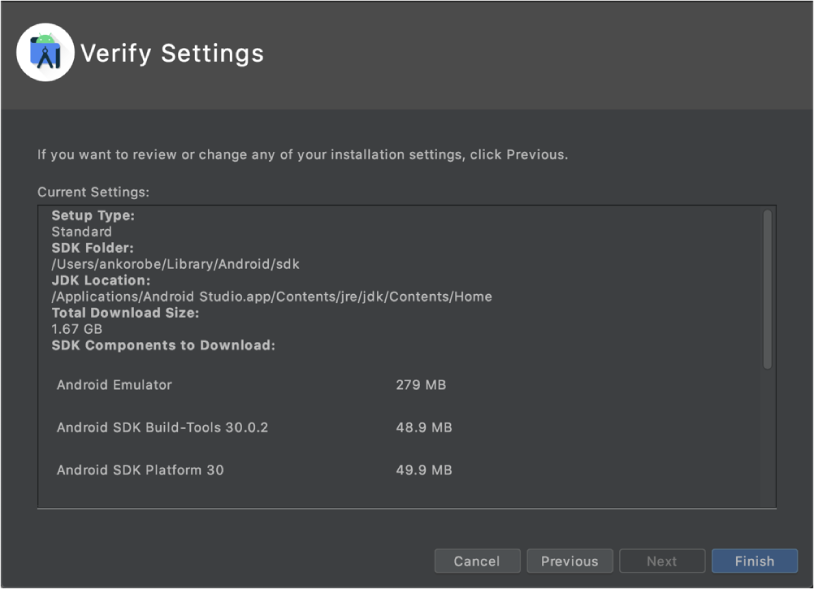 Verify Settings
If you want to review or change any of your installation settings, click Previous.
Current Settings:
Setup Type:
Standard
SDK Folder:
/Users/ankorobe/Library/Android/sdk
JDK Location:
/Applications/Android Studio.app/Contents/jre/jdk/Contents/Home
Total Download Size:
1.67 GB
SDK Components to Download:
Android Emulator 279 MB
Android SDK Build-Tools 30.0.2 48.9 MB
Android SDK Platform 30 49.9 MB
Cancel Previous Next Finish